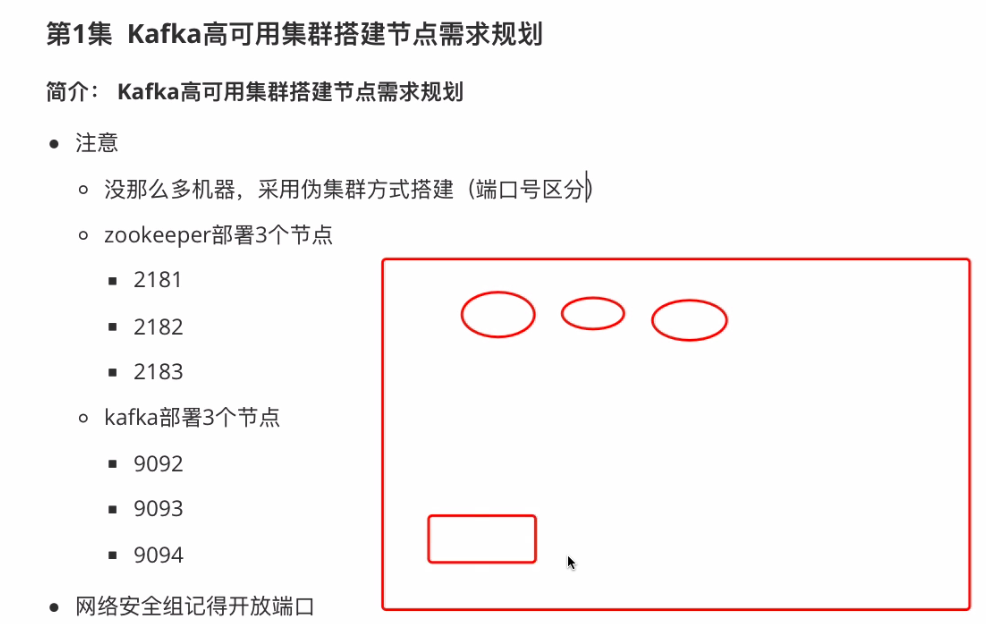 第1集 Kafka高可用集群搭建节点需求规划
简介： Kafka高可用集群搭建节点需求规划
注意
没那么多机器，采用伪集群方式搭建（端口号区分）
zookeeper部署3个节点
2181
2182
2183
kafka部署3个节点
9092
9093
9094
网络安全组记得开放端口